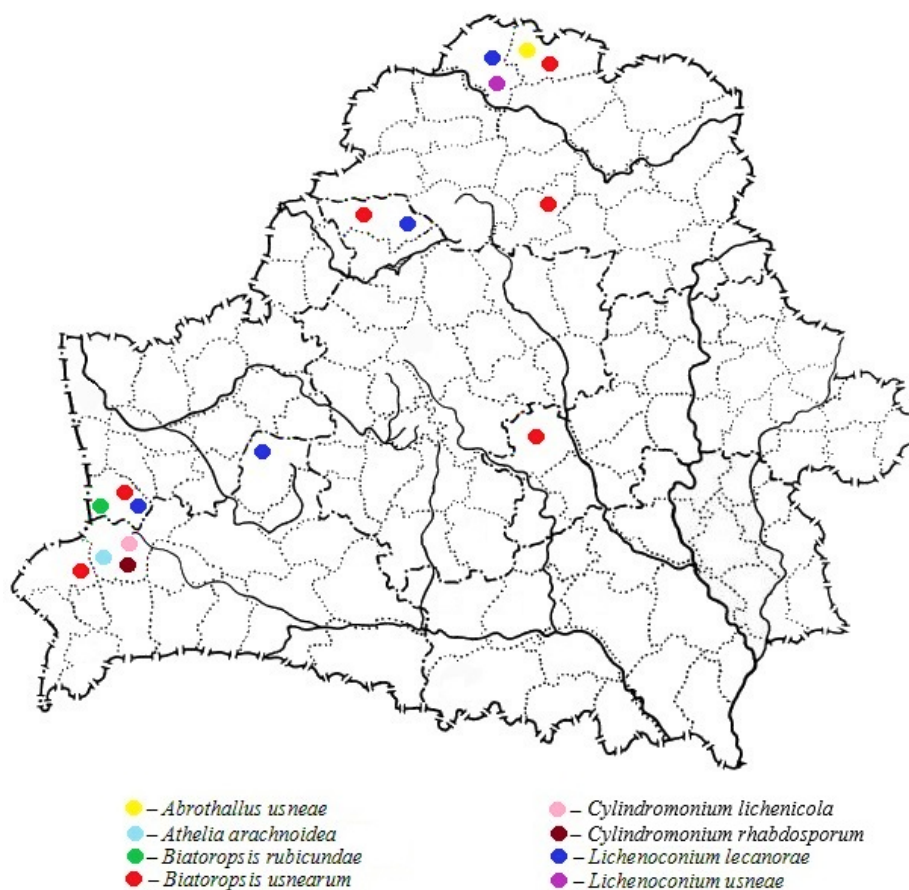 – Abrothallus usneae
– Athelia arachnoidea
– Biatoropsis rubicundae
– Biatoropsis usnearum
– Cylindromonium lichenicola
– Cylindromonium rhabdosporum
– Lichenoconium lecanorae
– Lichenoconium usneae